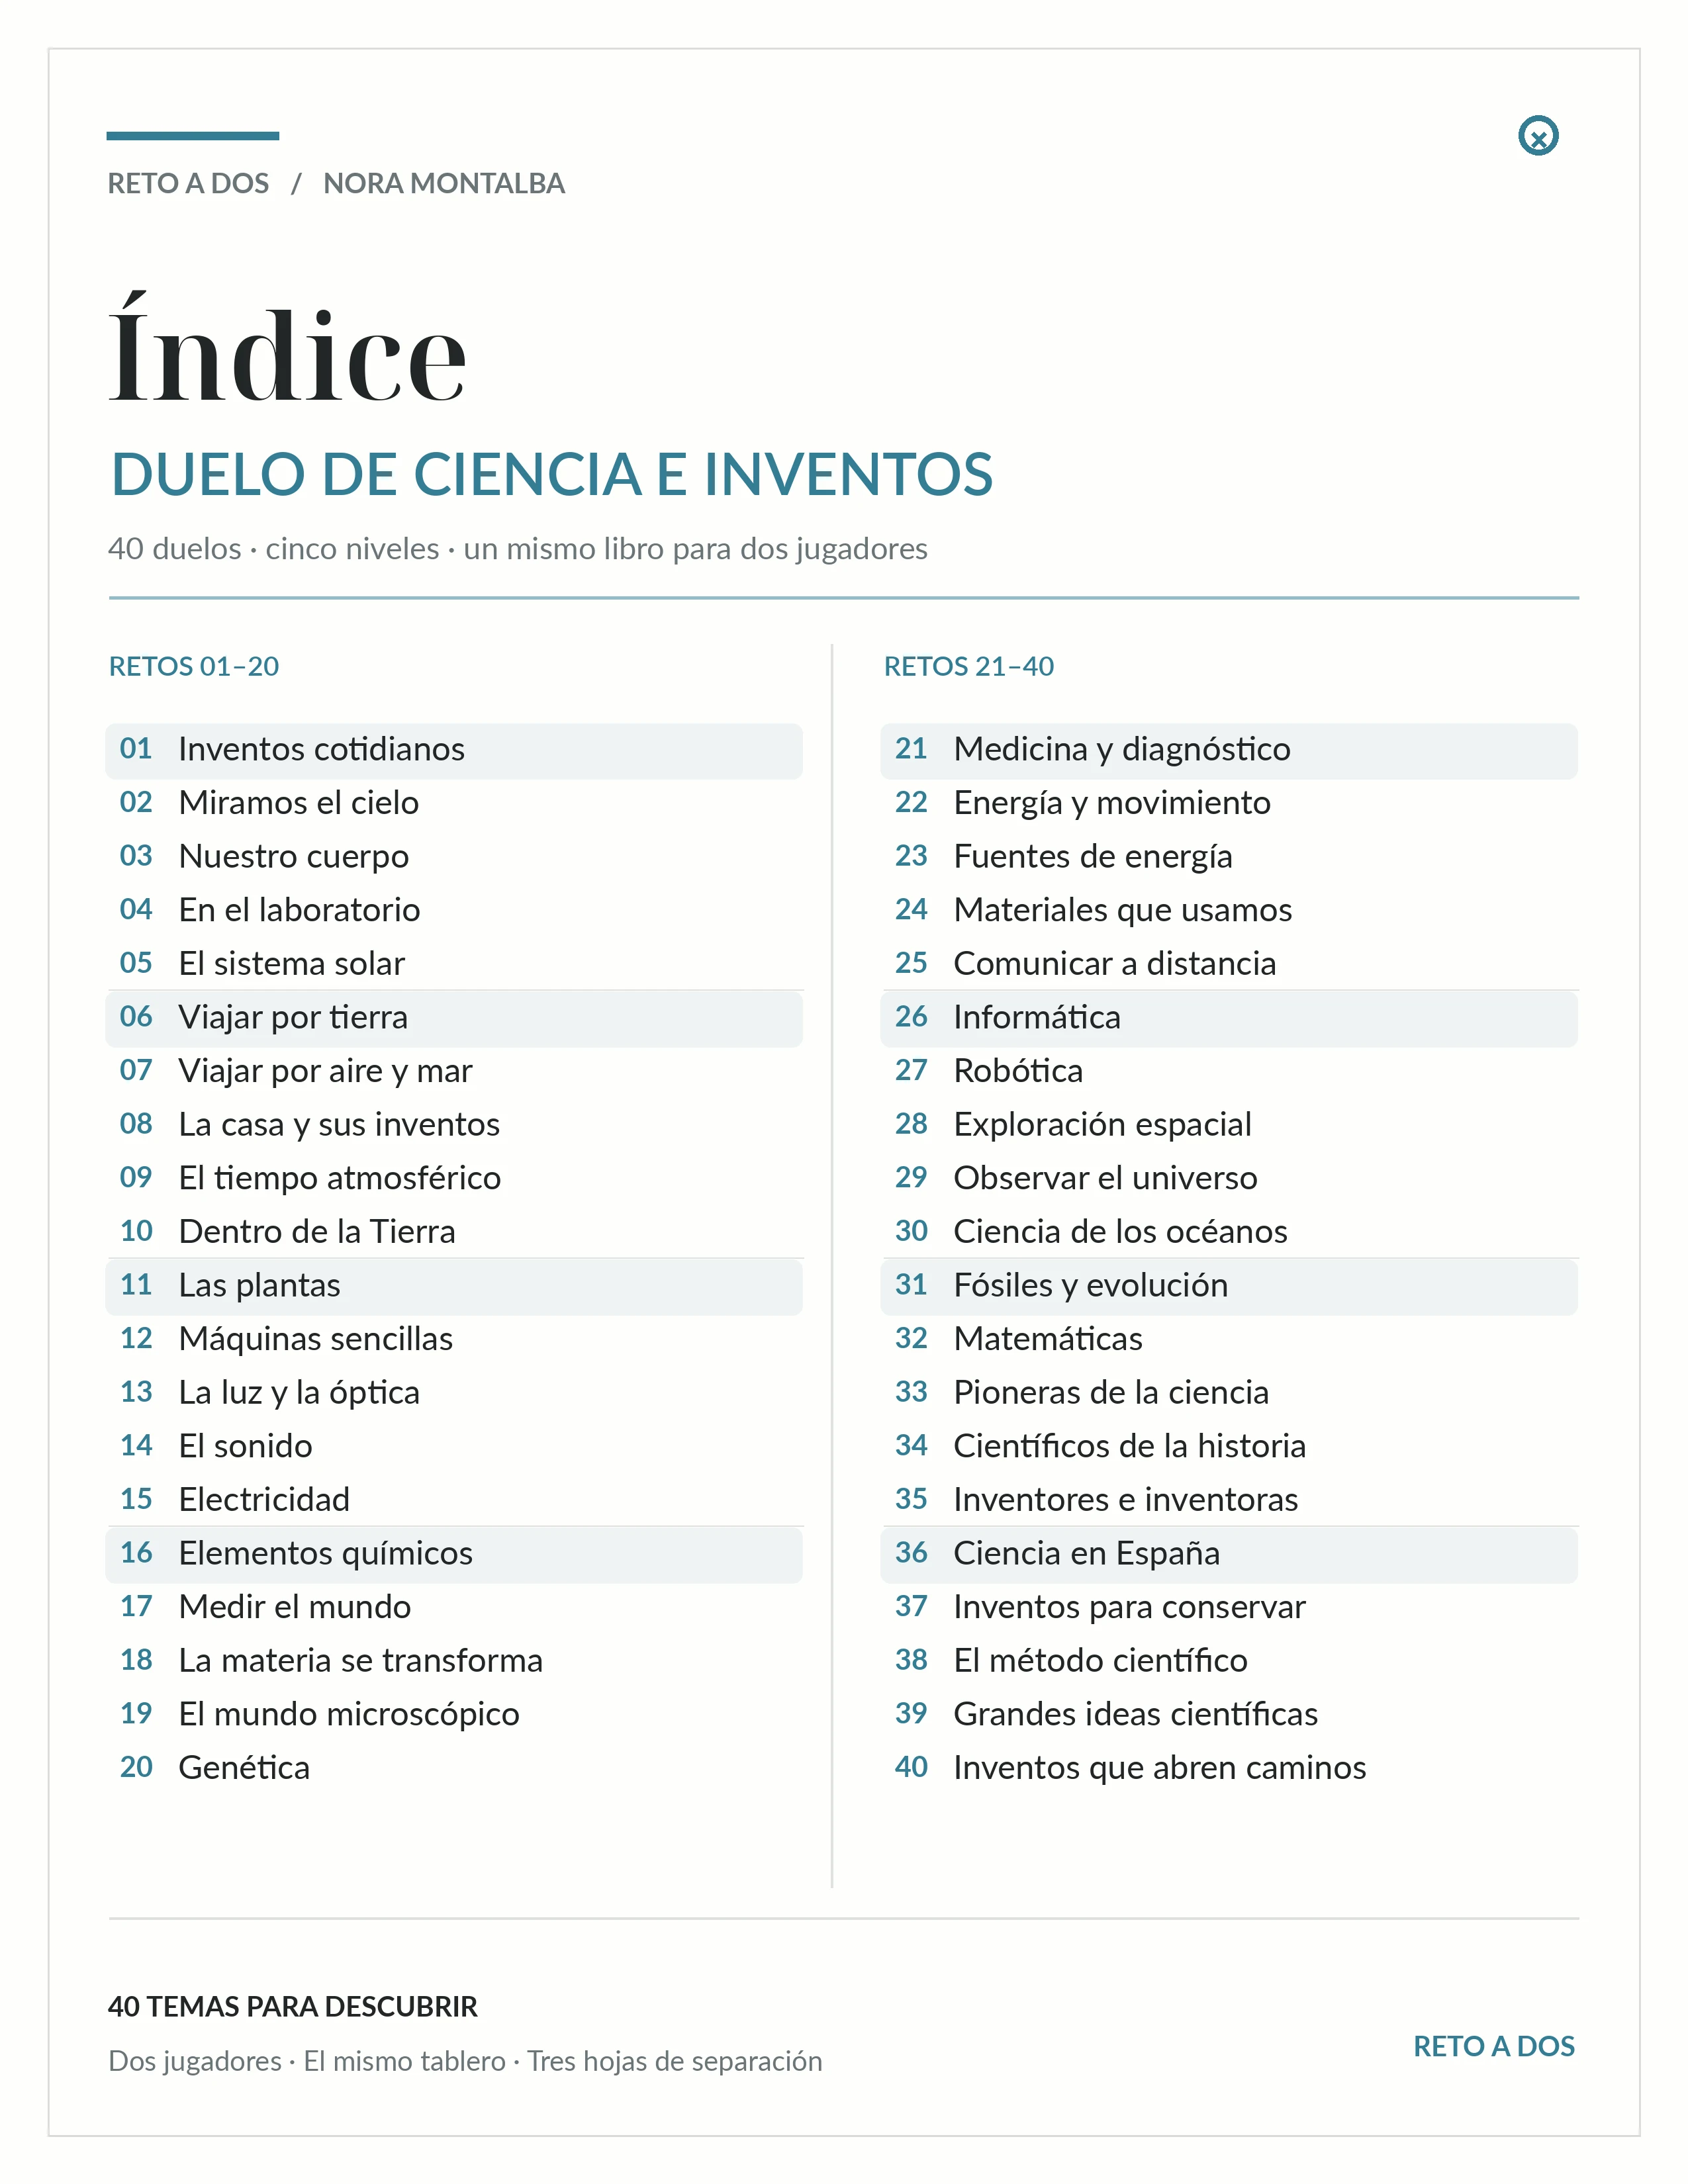 RETO A DOS / NORA MONTALBA
Índice
DUELO DE CIENCIA E INVENTOS
40 duelos · cinco niveles · un mismo libro para dos jugadores
RETOS 01–20
01 Inventos cotidianos
02 Miramos el cielo
03 Nuestro cuerpo
04 En el laboratorio
05 El sistema solar
06 Viajar por tierra
07 Viajar por aire y mar
08 La casa y sus inventos
09 El tiempo atmosférico
10 Dentro de la Tierra
11 Las plantas
12 Máquinas sencillas
13 La luz y la óptica
14 El sonido
15 Electricidad
16 Elementos químicos
17 Medir el mundo
18 La materia se transforma
19 El mundo microscópico
20 Genética
RETOS 21–40
21 Medicina y diagnóstico
22 Energía y movimiento
23 Fuentes de energía
24 Materiales que usamos
25 Comunicar a distancia
26 Informática
27 Robótica
28 Exploración espacial
29 Observar el universo
30 Ciencia de los océanos
31 Fósiles y evolución
32 Matemáticas
33 Pioneras de la ciencia
34 Científicos de la historia
35 Inventores e inventoras
36 Ciencia en España
37 Inventos para conservar
38 El método científico
39 Grandes ideas científicas
40 Inventos que abren caminos
40 TEMAS PARA DESCUBRIR
Dos jugadores · El mismo tablero · Tres hojas de separación
RETO A DOS